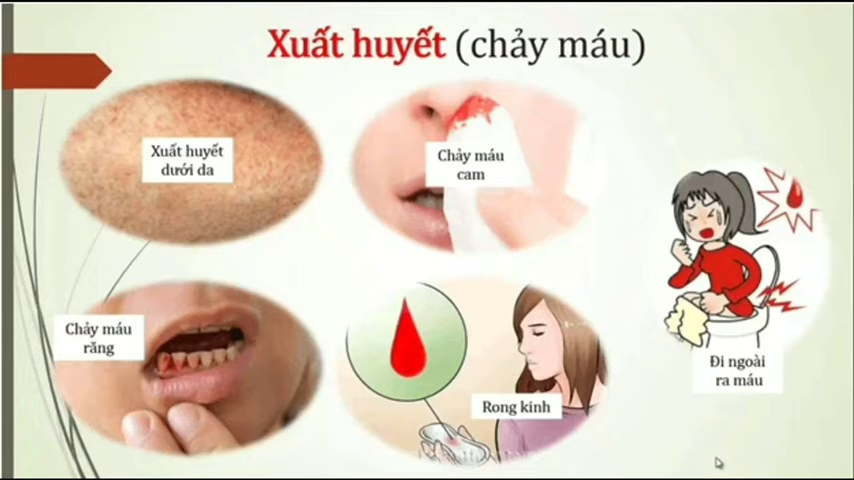 Xuất huyết (chảy máu)
Xuất huyết
dưới da
Chảy máu
cam
Chảy máu
răng
Rong kinh
Đi ngoài
ra máu